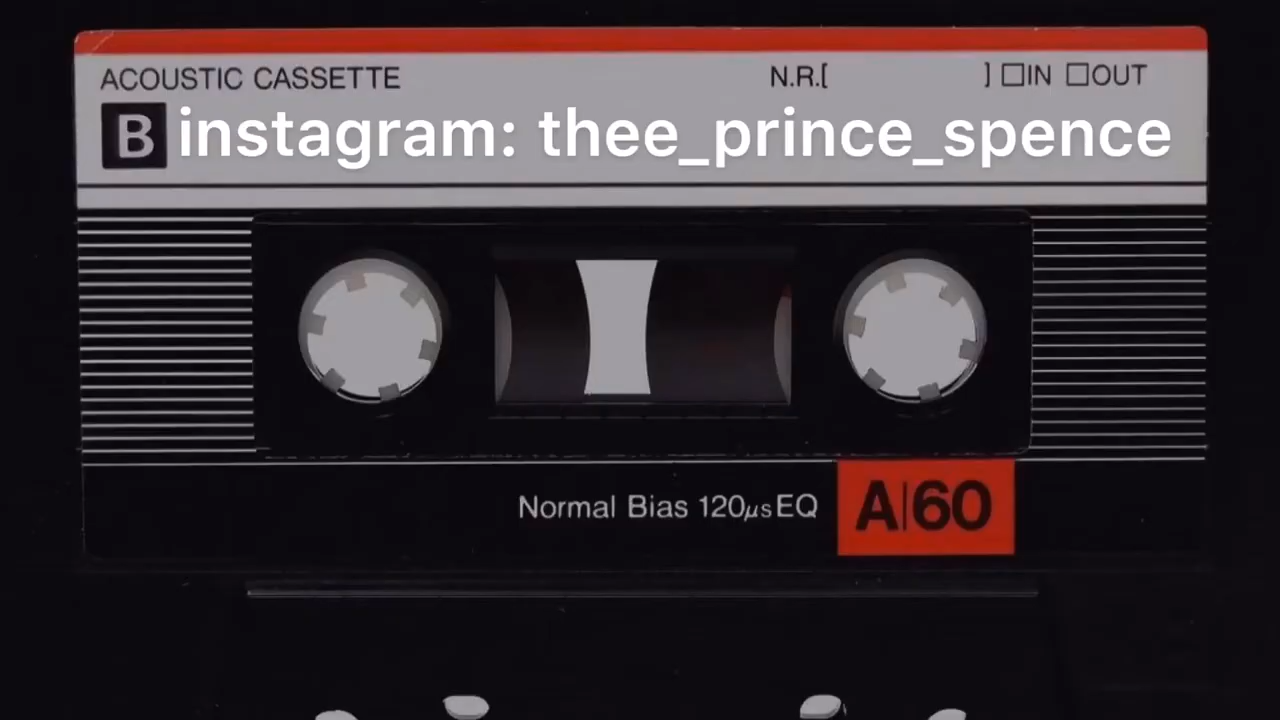 ACOUSTIC CASSETTE N.R.[ ] ☐IN ☐OUT
B instagram: thee_prince_spence
Normal Bias 120μs EQ A|60